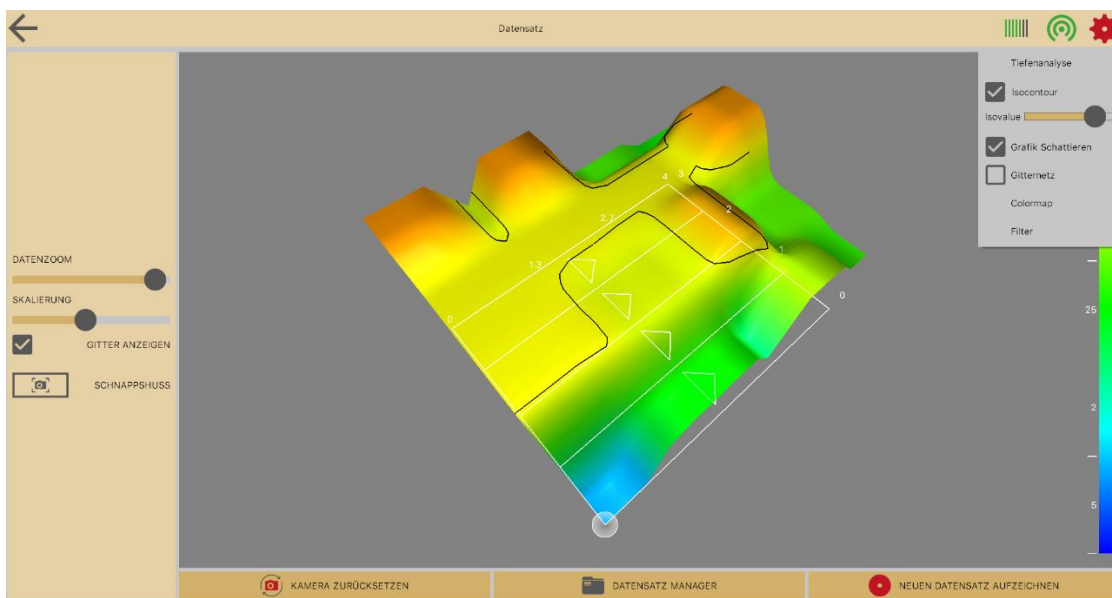 Datensatz
Tiefenanalyse
Isocontour
Isovalue
Grafik Schattieren
Gitternetz
Colormap
Filter
DATENZOOM
SKALIERUNG
GITTER ANZEIGEN
SCHNAPPSHUSS
4 3
2.7 2
1.3 1
0 0
25
2
5
KAMERA ZURÜCKSETZEN
DATENSATZ MANAGER
NEUEN DATENSATZ AUFZEICHNEN